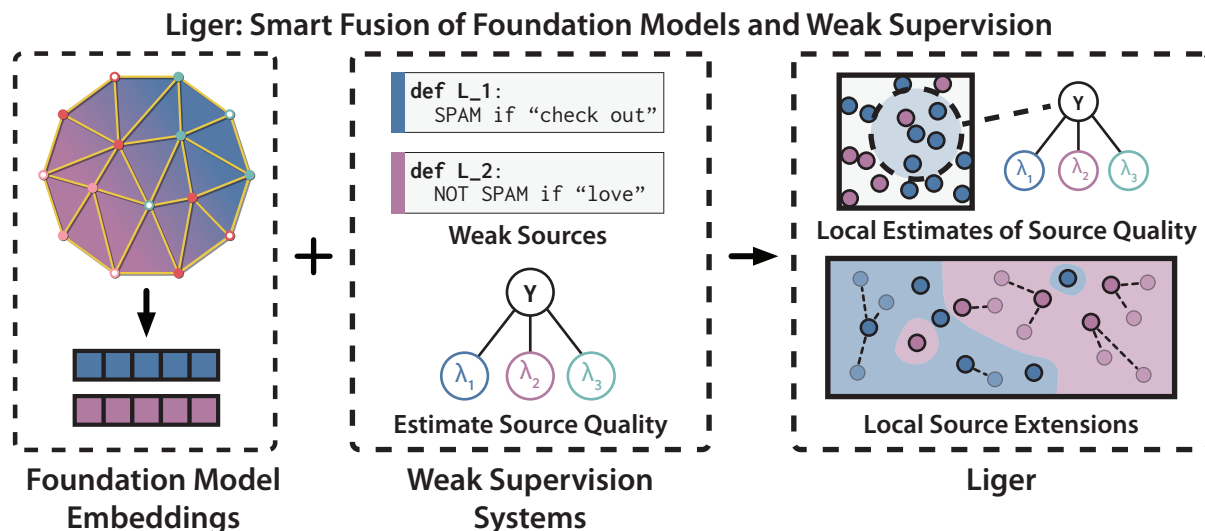 Liger: Smart Fusion of Foundation Models and Weak Supervision
def L_1:
SPAM if “check out”
def L_2:
NOT SPAM if “love”
Weak Sources
Y
λ1 λ2 λ3
Estimate Source Quality
Y
λ1 λ2 λ3
Local Estimates of Source Quality
Local Source Extensions
Foundation Model
Embeddings
Weak Supervision
Systems
Liger